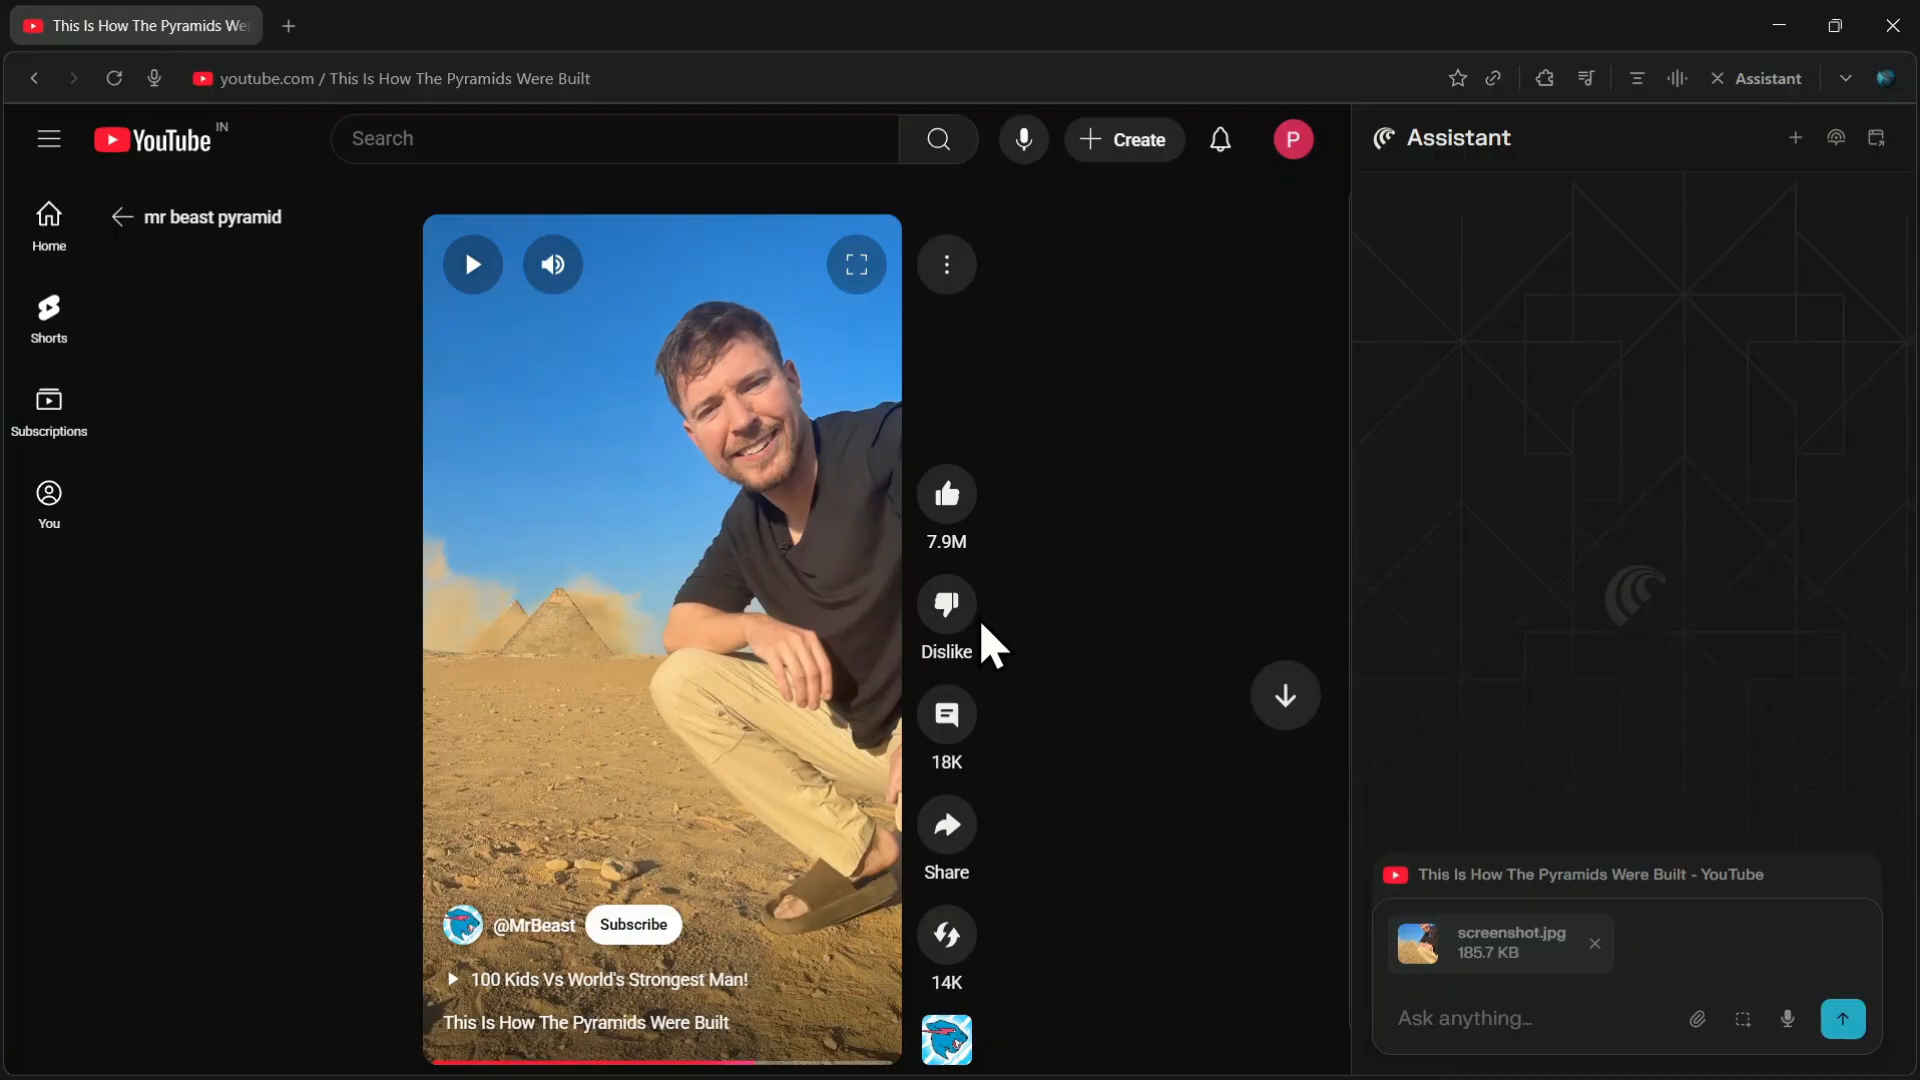 This Is How The Pyramids We
youtube.com / This Is How The Pyramids Were Built
Assistant
YouTube IN
Search
Create
P
Assistant
Home
mr beast pyramid
Shorts
Subscriptions
You
7.9M
Dislike
18K
Share
14K
@MrBeast Subscribe
100 Kids Vs World's Strongest Man!
This Is How The Pyramids Were Built
This Is How The Pyramids Were Built - YouTube
screenshot.jpg
185.7 KB
Ask anything...